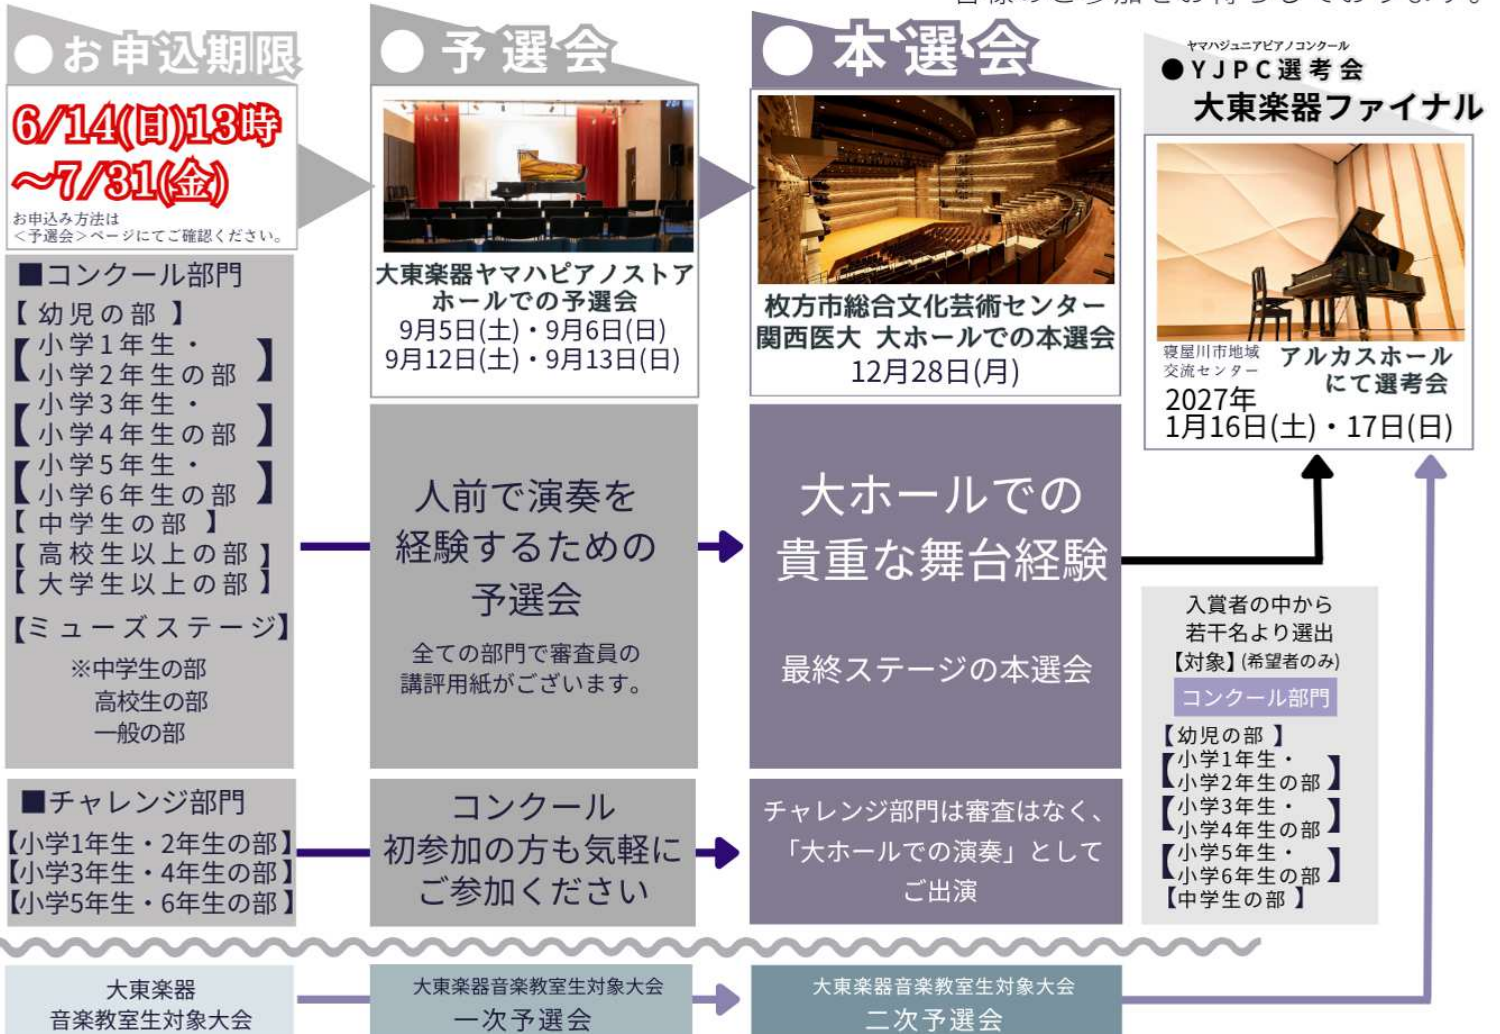 ●お申込期限
6/14(日)13時
～7/31(金)
お申込み方法は
＜予選会＞ページにてご確認ください。
■コンクール部門
【 幼児の部 】
【小学1年生・
小学2年生の部】
【小学3年生・
小学4年生の部】
【小学5年生・
小学6年生の部】
【 中学生の部 】
【 高校生以上の部 】
【 大学生以上の部 】
【ミューズステージ】
※中学生の部
高校生の部
一般の部
■チャレンジ部門
【小学1年生・2年生の部】
【小学3年生・4年生の部】
【小学5年生・6年生の部】
●予選会
大東楽器ヤマハピアノストア
ホールでの予選会
9月5日(土)・9月6日(日)
9月12日(土)・9月13日(日)
人前で演奏を
経験するための
予選会
全ての部門で審査員の
講評用紙がございます。
コンクール
初参加の方も気軽に
ご参加ください
●本選会
枚方市総合文化芸術センター
関西医大 大ホールでの本選会
12月28日(月)
大ホールでの
貴重な舞台経験
最終ステージの本選会
チャレンジ部門は審査はなく、
「大ホールでの演奏」として
ご出演
皆様のご参加をお待ちしております。
ヤマハジュニアピアノコンクール
●YJPC選考会
大東楽器ファイナル
寝屋川市地域
交流センター
アルカスホール
にて選考会
2027年
1月16日(土)・17日(日)
入賞者の中から
若干名より選出
【対象】(希望者のみ)
コンクール部門
【幼児の部 】
【小学1年生・
小学2年生の部】
【小学3年生・
小学4年生の部】
【小学5年生・
小学6年生の部】
【中学生の部 】
大東楽器
音楽教室生対象大会
大東楽器音楽教室生対象大会
一次予選会
大東楽器音楽教室生対象大会
二次予選会